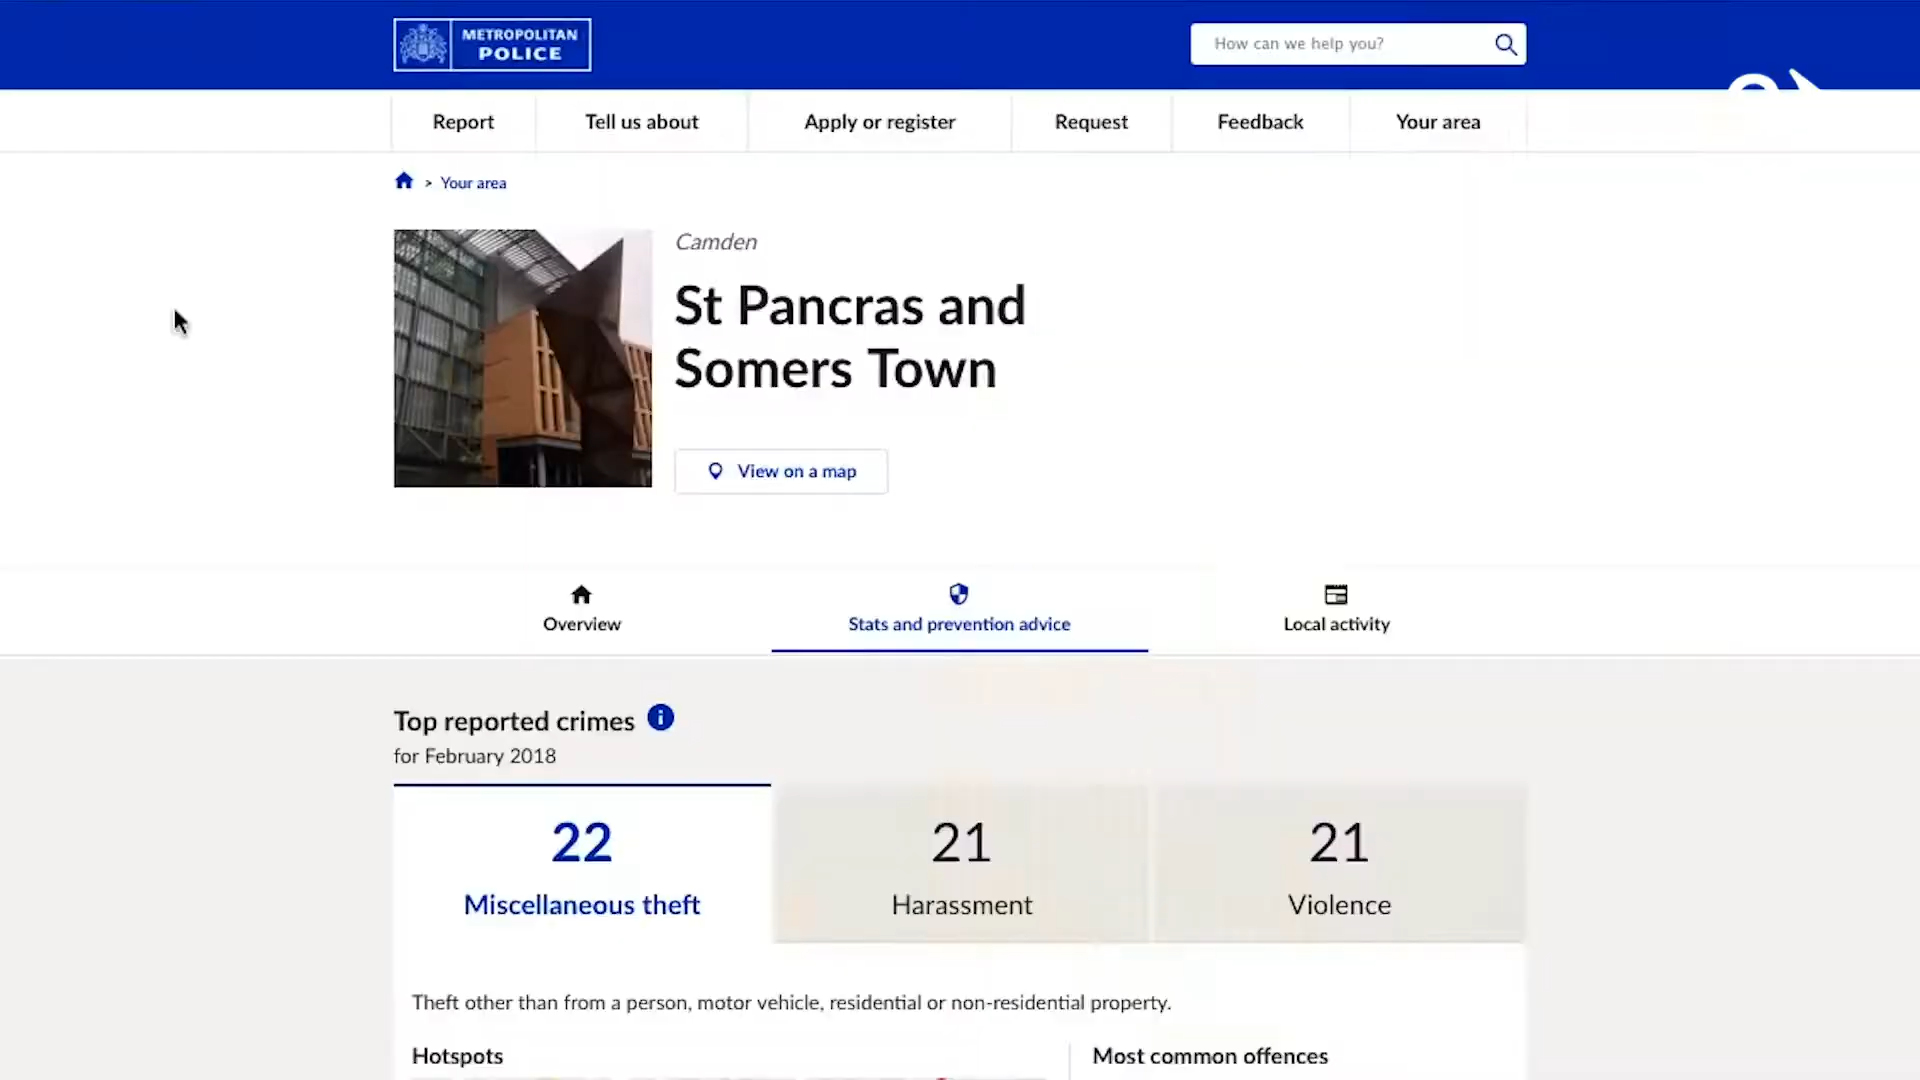 METROPOLITAN
POLICE
How can we help you?
Report
Tell us about
Apply or register
Request
Feedback
Your area
> Your area
Camden
St Pancras and
Somers Town
View on a map
Overview
Stats and prevention advice
Local activity
Top reported crimes
for February 2018
22
Miscellaneous theft
21
Harassment
21
Violence
Theft other than from a person, motor vehicle, residential or non-residential property.
Hotspots
Most common offences